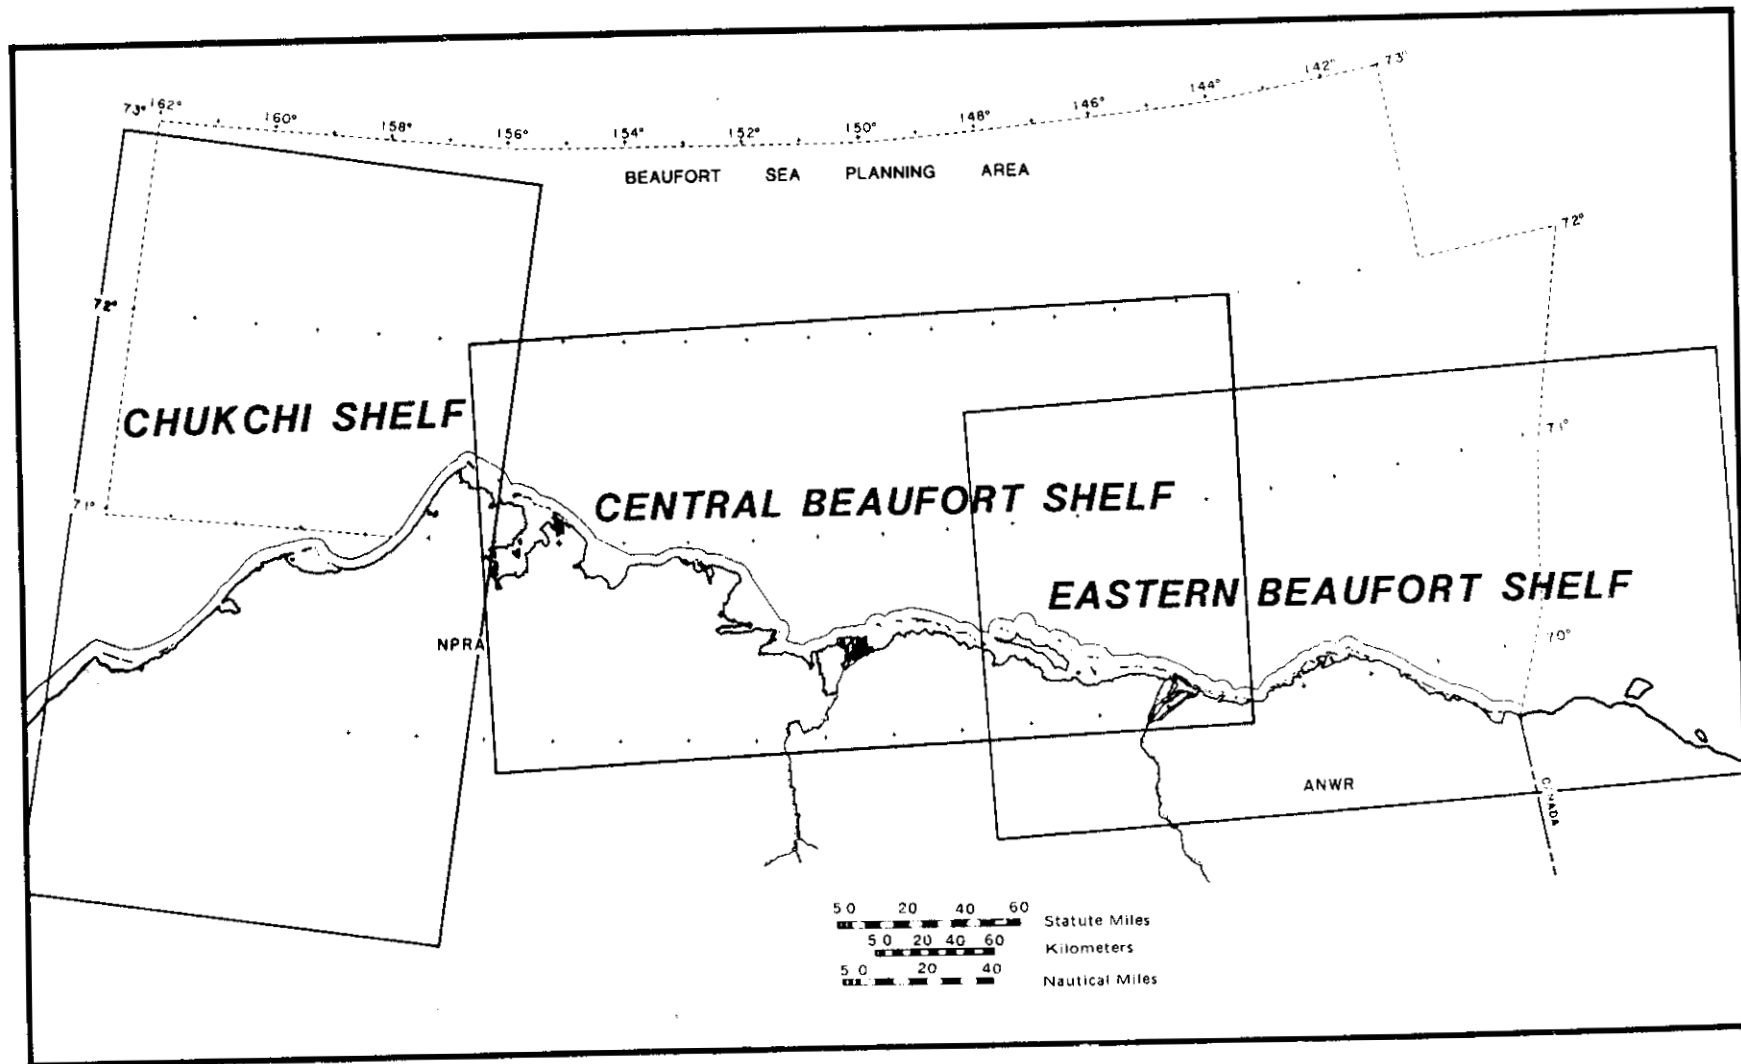 73° 162° 160° 158° 156° 154° 152° 150° 148° 146° 144° 142° 73°
BEAUFORT SEA PLANNING AREA
72°
72°
CHUKCHI SHELF
71°
71°
CENTRAL BEAUFORT SHELF
EASTERN BEAUFORT SHELF
70°
NPRA
ANWR
CANADA
5 0 20 40 60 Statute Miles
5 0 20 40 60 Kilometers
5 0 20 40 Nautical Miles